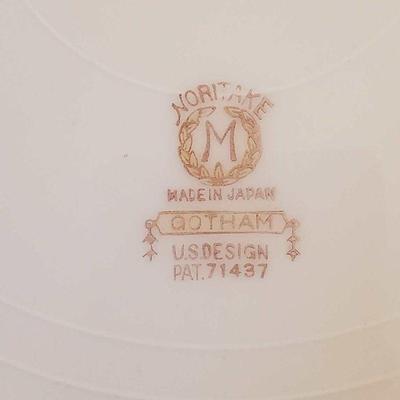 NORITAKE
M
MADE IN JAPAN
GOTHAM
U.S.DESIGN
PAT. 71437